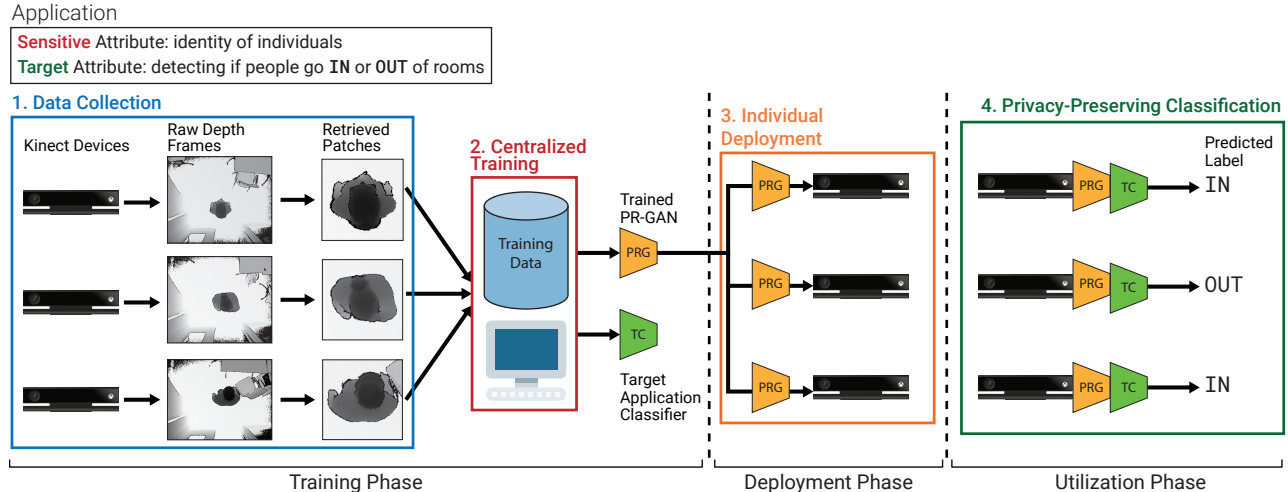 Application
Sensitive Attribute: identity of individuals
Target Attribute: detecting if people go IN or OUT of rooms
1. Data Collection
Kinect Devices
Raw Depth
Frames
Retrieved
Patches
2. Centralized
Training
Training
Data
Trained
PR-GAN
PRG
TC
Target
Application
Classifier
3. Individual
Deployment
PRG
PRG
PRG
4. Privacy-Preserving Classification
Predicted
Label
PRG
TC
IN
PRG
TC
OUT
PRG
TC
IN
Training Phase
Deployment Phase
Utilization Phase